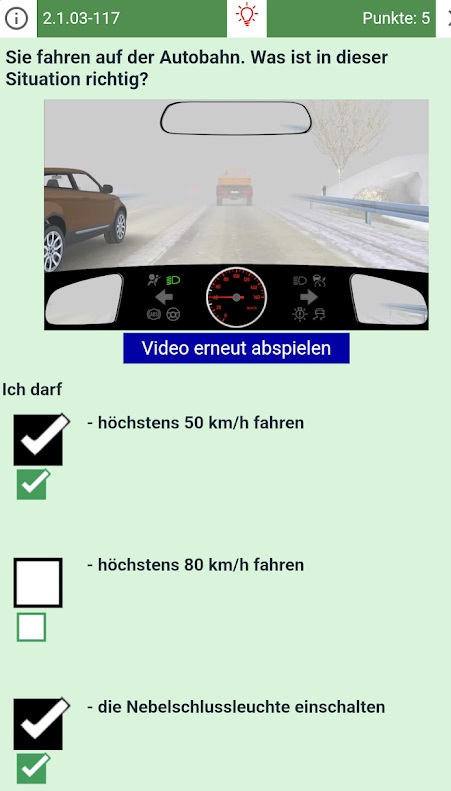 2.1.03-117
Punkte: 5
Sie fahren auf der Autobahn. Was ist in dieser
Situation richtig?
Video erneut abspielen
Ich darf
- höchstens 50 km/h fahren
- höchstens 80 km/h fahren
- die Nebelschlussleuchte einschalten